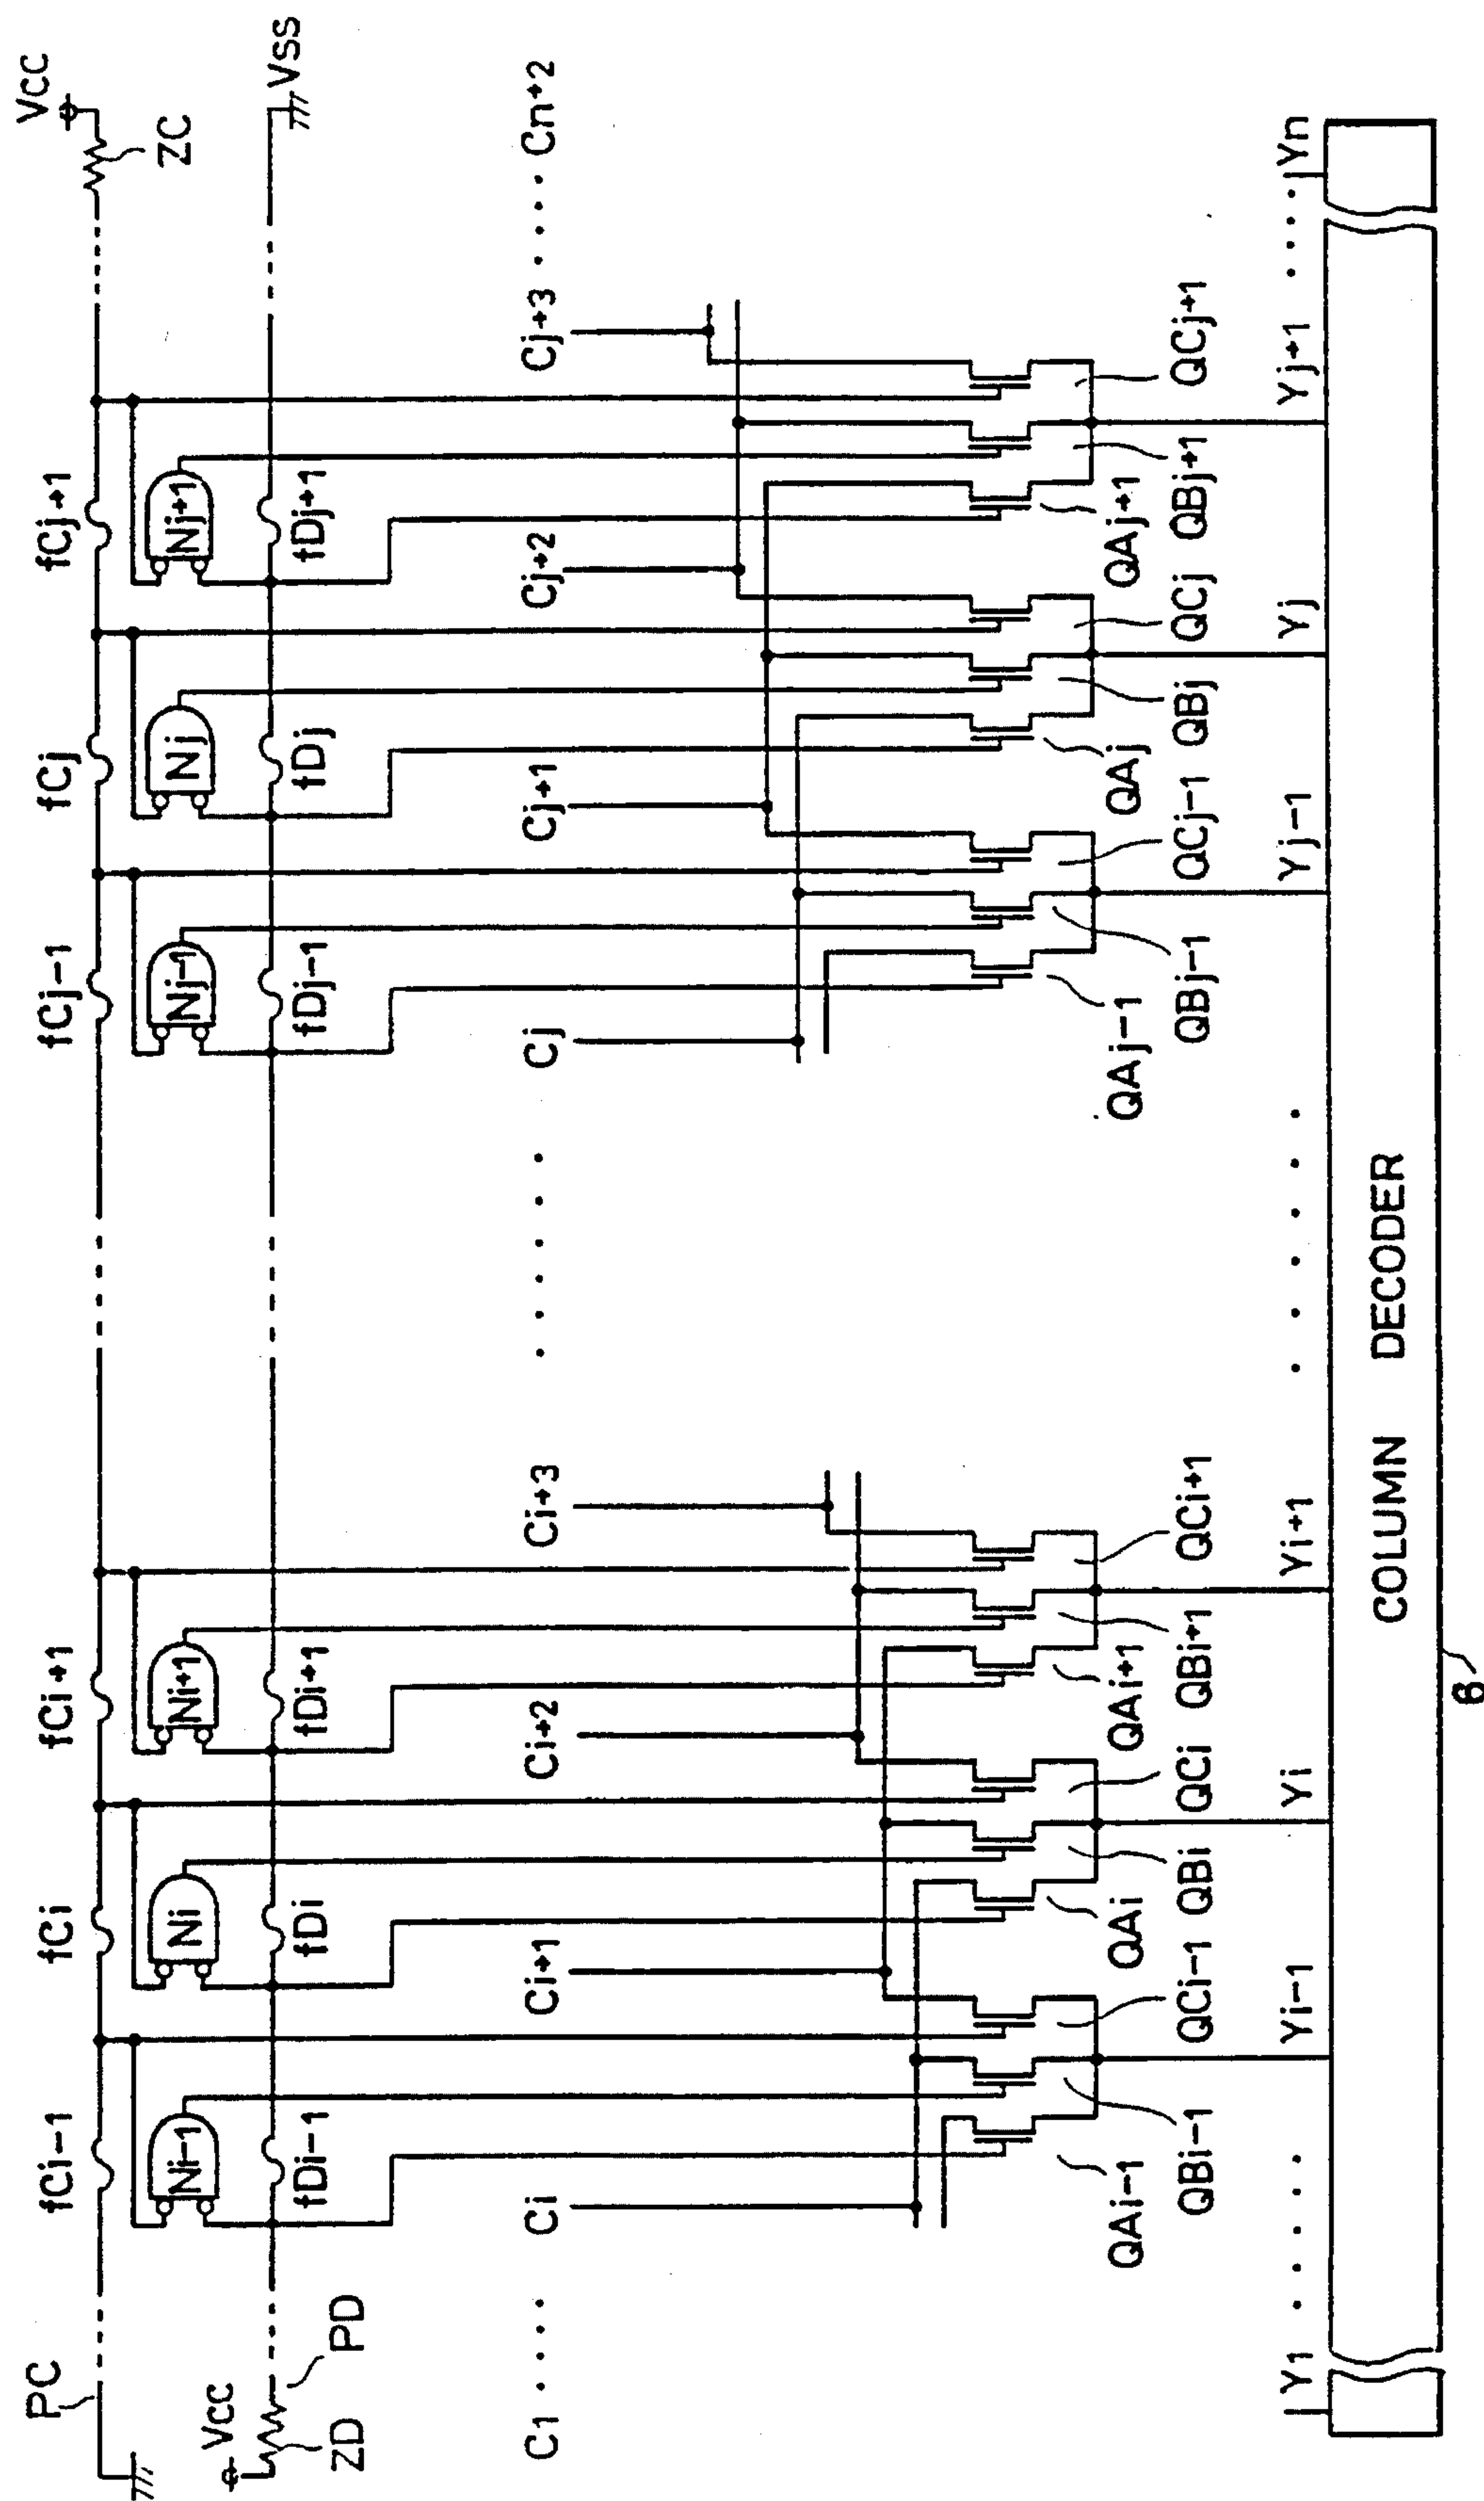 PC
fCi-1
fCi
fCi+1
fCj-1
fCj
fCj+1
VCC
ZC
Ni-1
Ni
Ni+1
Nj-1
Nj
Nj+1
VCC
ZD
PD
fDi-1
fDi
fDi+1
fDj-1
fDj
fDj+1
VSS
C1 · · · · Ci
Ci+1
Ci+2
Ci+3
· · · · · ·
Cj
Cj+1
Cj+2
Cj+3
· · · · Cn+2
QAi-1
QBi-1
QCi-1
QAi
QBi
QCi
QAi+1
QBi+1
QCi+1
QAj-1
QBj-1
QCj-1
QAj
QBj
QCj
QAj+1
QBj+1
QCj+1
Y1
· · · · ·
Yi-1
Yi
Yi+1
· · · · · ·
Yj-1
Yj
Yj+1
· · · ·
Yn
COLUMN DECODER
6